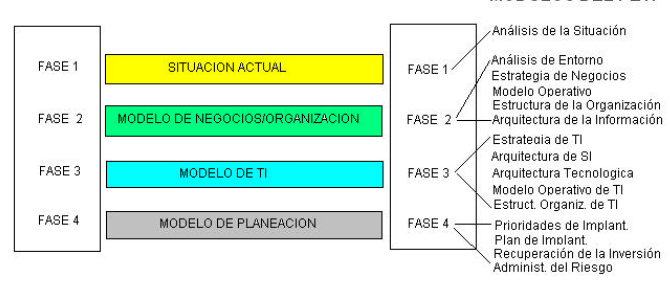 FASE 1
SITUACION ACTUAL
FASE 2
MODELO DE NEGOCIOS/ORGANIZACION
FASE 3
MODELO DE TI
FASE 4
MODELO DE PLANEACION
FASE 1
Análisis de la Situación
FASE 2
Análisis de Entorno
Estrategia de Negocios
Modelo Operativo
Estructura de la Organización
Arquitectura de la Información
FASE 3
Estrategia de TI
Arquitectura de SI
Arquitectura Tecnologica
Modelo Operativo de TI
Estruct. Organiz. de TI
FASE 4
Prioridades de Implant.
Plan de Implant.
Recuperación de la Inversión
Administ. del Riesgo